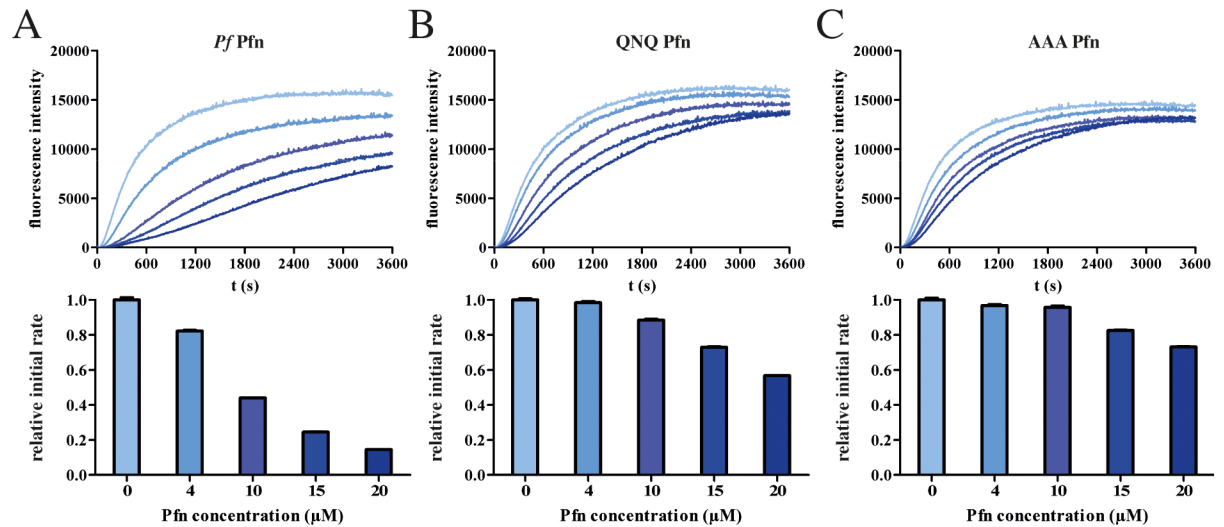 A
Pf Pfn
fluorescence intensity
20000
15000
10000
5000
0
0 600 1200 1800 2400 3000 3600
t (s)
relative initial rate
1.0
0.8
0.6
0.4
0.2
0.0
0 4 10 15 20
Pfn concentration (µM)
B
QNQ Pfn
fluorescence intensity
20000
15000
10000
5000
0
0 600 1200 1800 2400 3000 3600
t (s)
relative initial rate
1.0
0.8
0.6
0.4
0.2
0.0
0 4 10 15 20
Pfn concentration (µM)
C
AAA Pfn
fluorescence intensity
20000
15000
10000
5000
0
0 600 1200 1800 2400 3000 3600
t (s)
relative initial rate
1.0
0.8
0.6
0.4
0.2
0.0
0 4 10 15 20
Pfn concentration (µM)